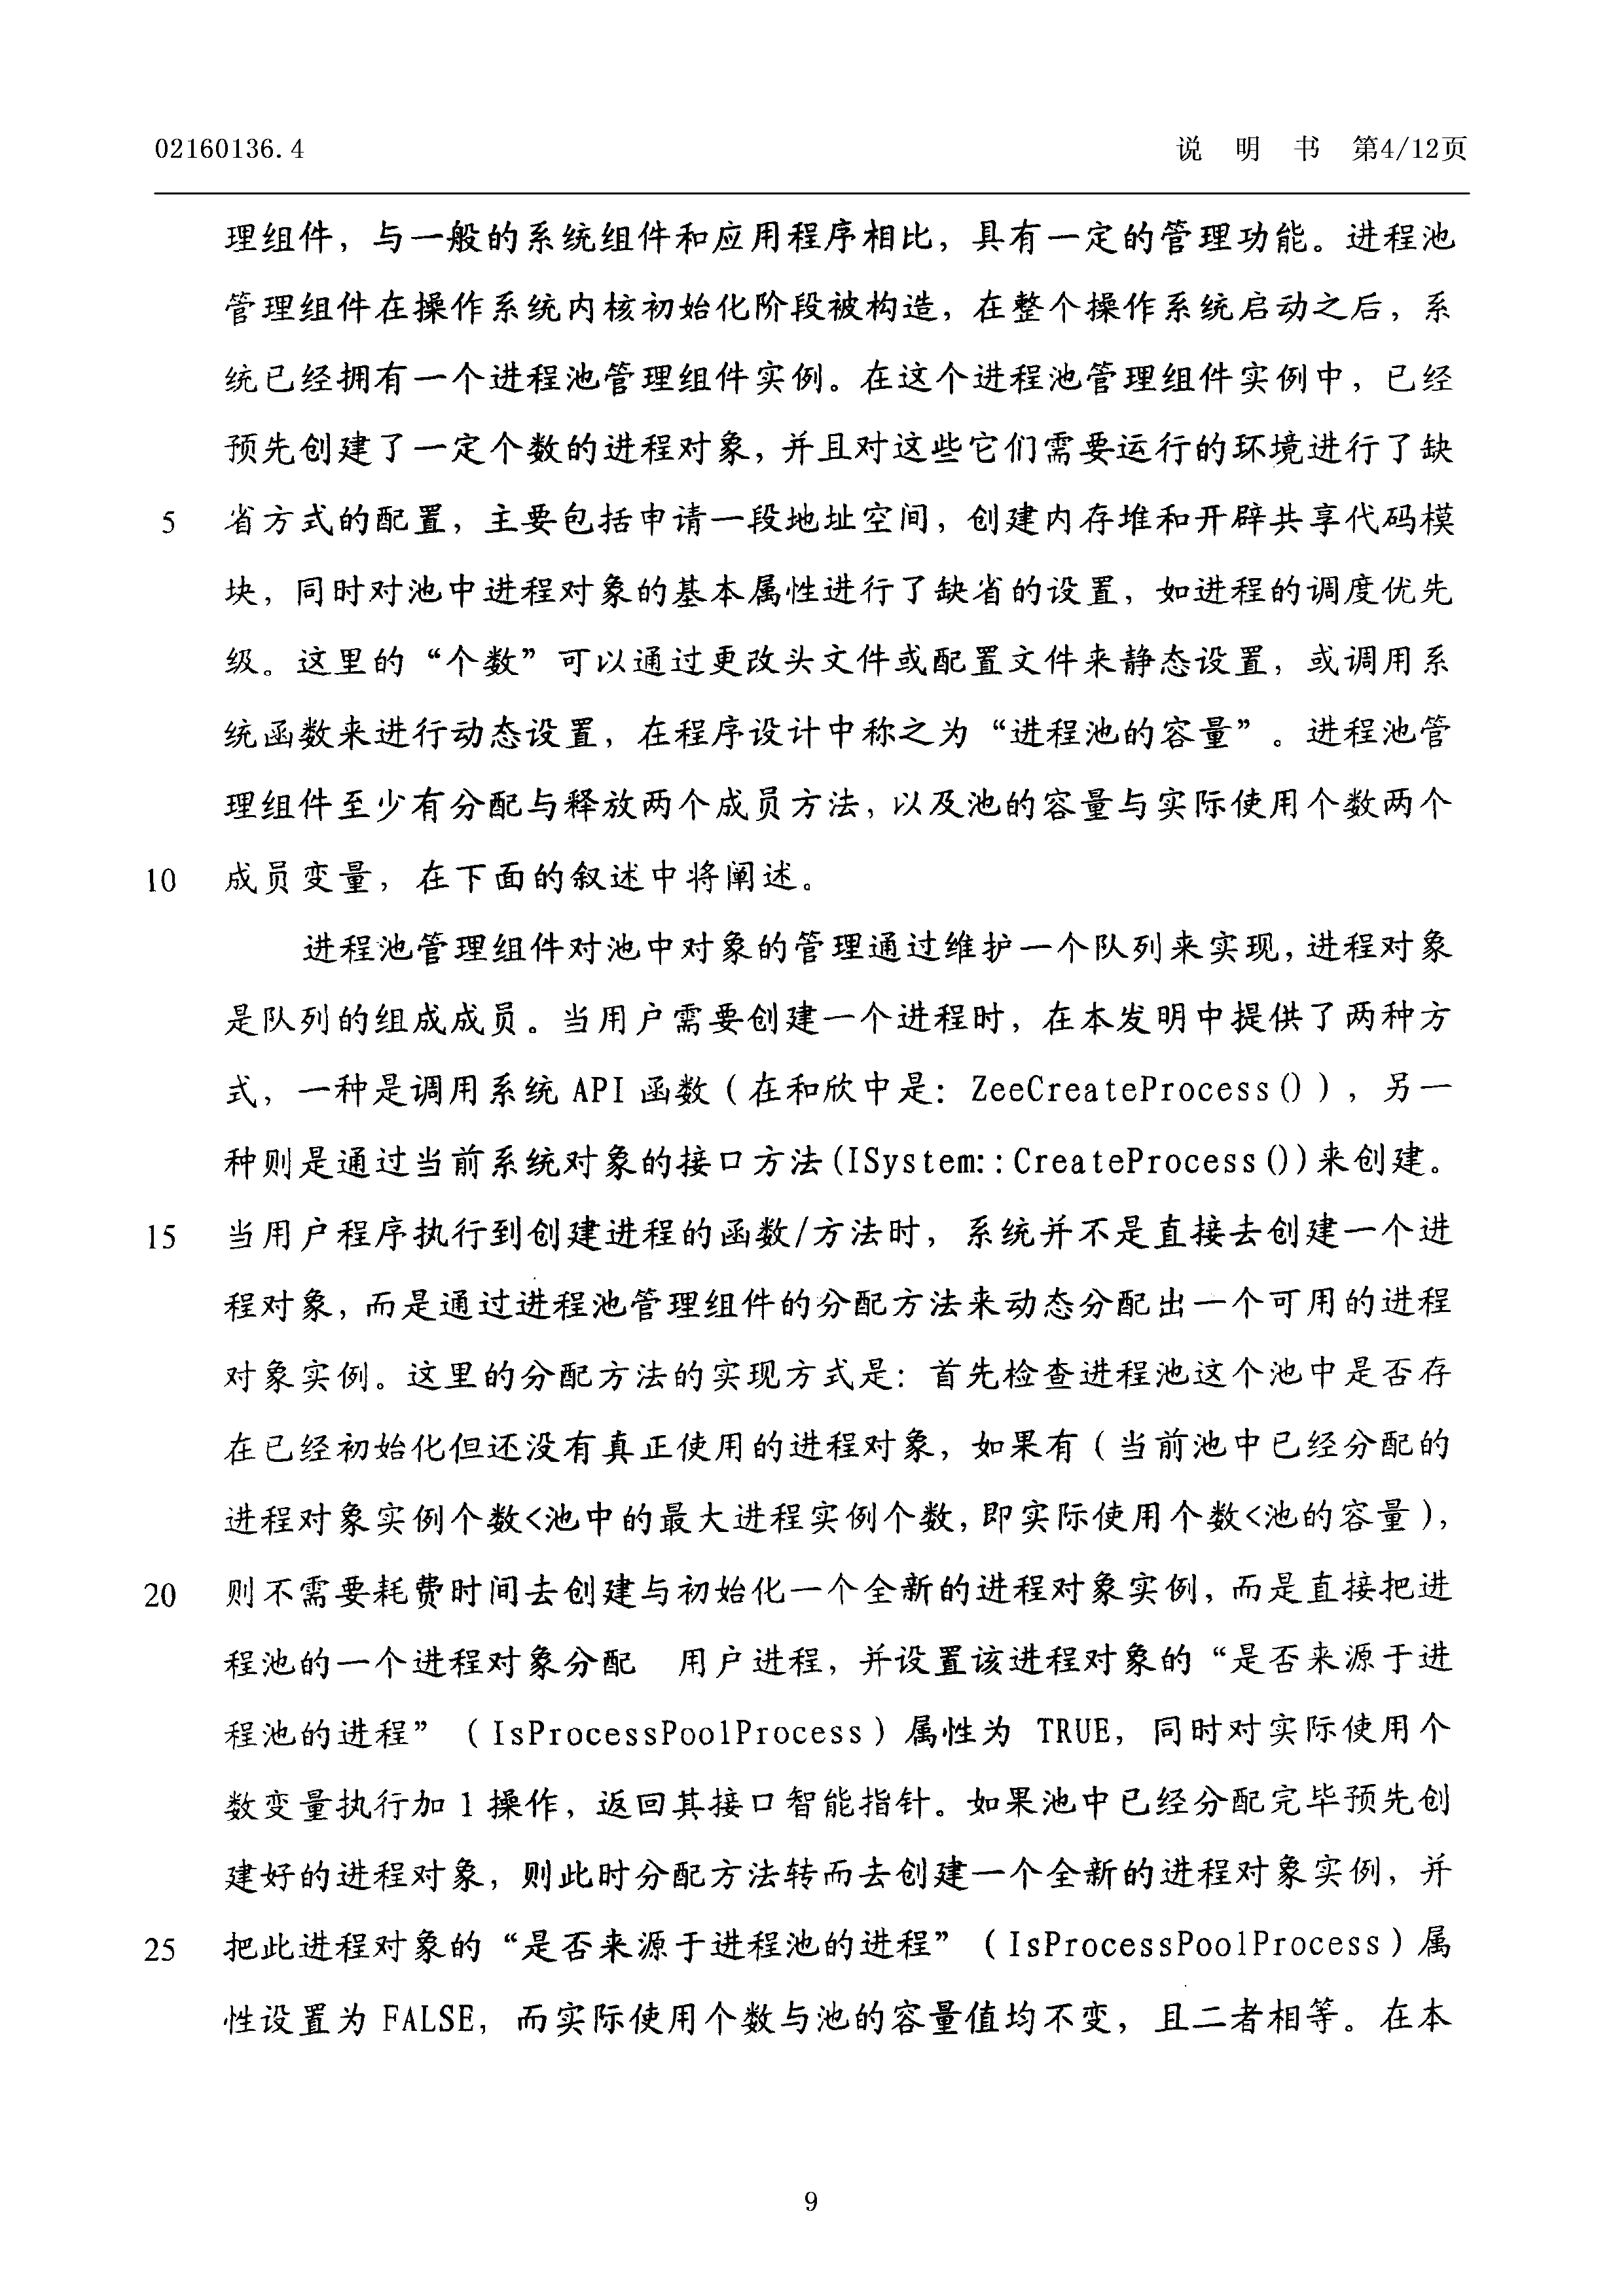 02160136.4
说 明 书 第4/12页
理组件，与一般的系统组件和应用程序相比，具有一定的管理功能。进程池
管理组件在操作系统内核初始化阶段被构造，在整个操作系统启动之后，系
统已经拥有一个进程池管理组件实例。在这个进程池管理组件实例中，已经
预先创建了一定个数的进程对象，并且对这些它们需要运行的环境进行了缺
5 省方式的配置，主要包括申请一段地址空间，创建内存堆和开辟共享代码模
块，同时对池中进程对象的基本属性进行了缺省的设置，如进程的调度优先
级。这里的“个数”可以通过更改头文件或配置文件来静态设置，或调用系
统函数来进行动态设置，在程序设计中称之为“进程池的容量”。进程池管
理组件至少有分配与释放两个成员方法，以及池的容量与实际使用个数两个
10 成员变量，在下面的叙述中将阐述。
进程池管理组件对池中对象的管理通过维护一个队列来实现，进程对象
是队列的组成成员。当用户需要创建一个进程时，在本发明中提供了两种方
式，一种是调用系统 API 函数（在和欣中是：ZeeCreateProcess()），另一
种则是通过当前系统对象的接口方法(ISystem::CreateProcess())来创建。
15 当用户程序执行到创建进程的函数/方法时，系统并不是直接去创建一个进
程对象，而是通过进程池管理组件的分配方法来动态分配出一个可用的进程
对象实例。这里的分配方法的实现方式是：首先检查进程池这个池中是否存
在已经初始化但还没有真正使用的进程对象，如果有（当前池中已经分配的
进程对象实例个数<池中的最大进程实例个数，即实际使用个数<池的容量），
20 则不需要耗费时间去创建与初始化一个全新的进程对象实例，而是直接把进
程池的一个进程对象分配 用户进程，并设置该进程对象的“是否来源于进
程池的进程”（IsProcessPoolProcess）属性为 TRUE，同时对实际使用个
数变量执行加 1 操作，返回其接口智能指针。如果池中已经分配完毕预先创
建好的进程对象，则此时分配方法转而去创建一个全新的进程对象实例，并
25 把此进程对象的“是否来源于进程池的进程”（IsProcessPoolProcess）属
性设置为 FALSE，而实际使用个数与池的容量值均不变，且二者相等。在本
9